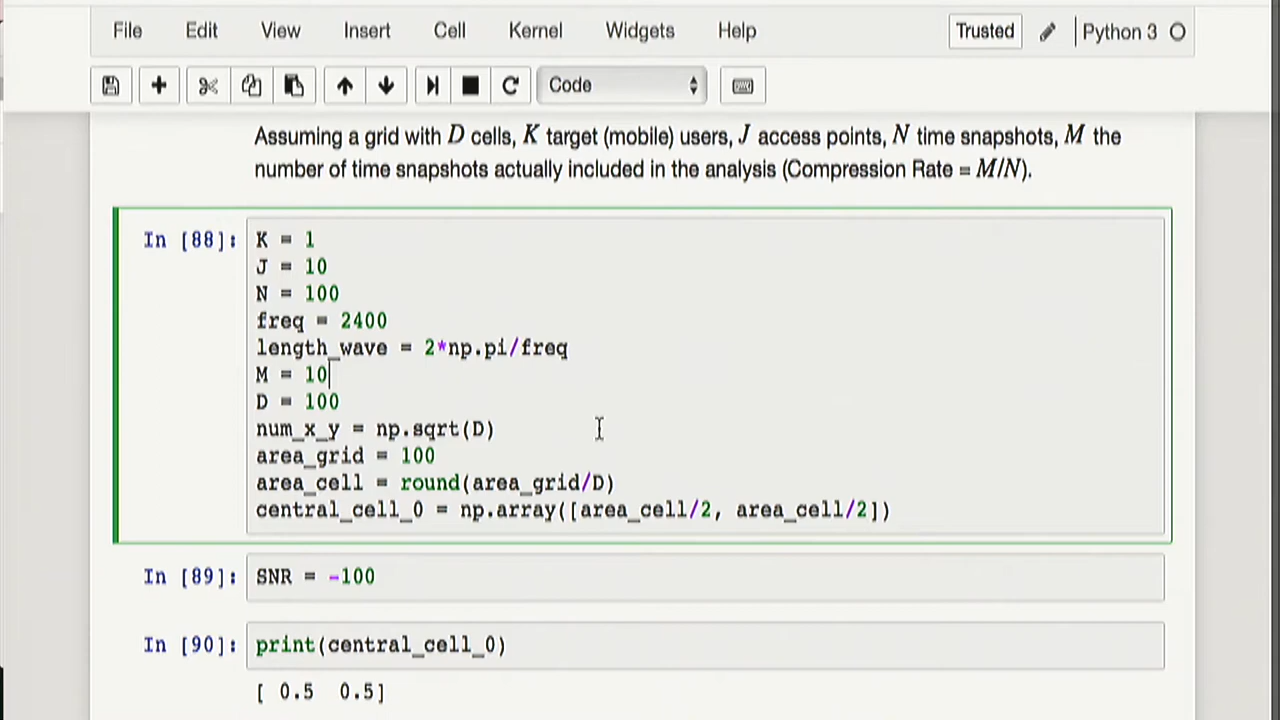 File Edit View Insert Cell Kernel Widgets Help Trusted Python 3
Code
Assuming a grid with D cells, K target (mobile) users, J access points, N time snapshots, M the
number of time snapshots actually included in the analysis (Compression Rate = M/N).
In [88]: K = 1
J = 10
N = 100
freq = 2400
length_wave = 2*np.pi/freq
M = 10
D = 100
num_x_y = np.sqrt(D)
area_grid = 100
area_cell = round(area_grid/D)
central_cell_0 = np.array([area_cell/2, area_cell/2])
In [89]: SNR = -100
In [90]: print(central_cell_0)
[ 0.5 0.5]